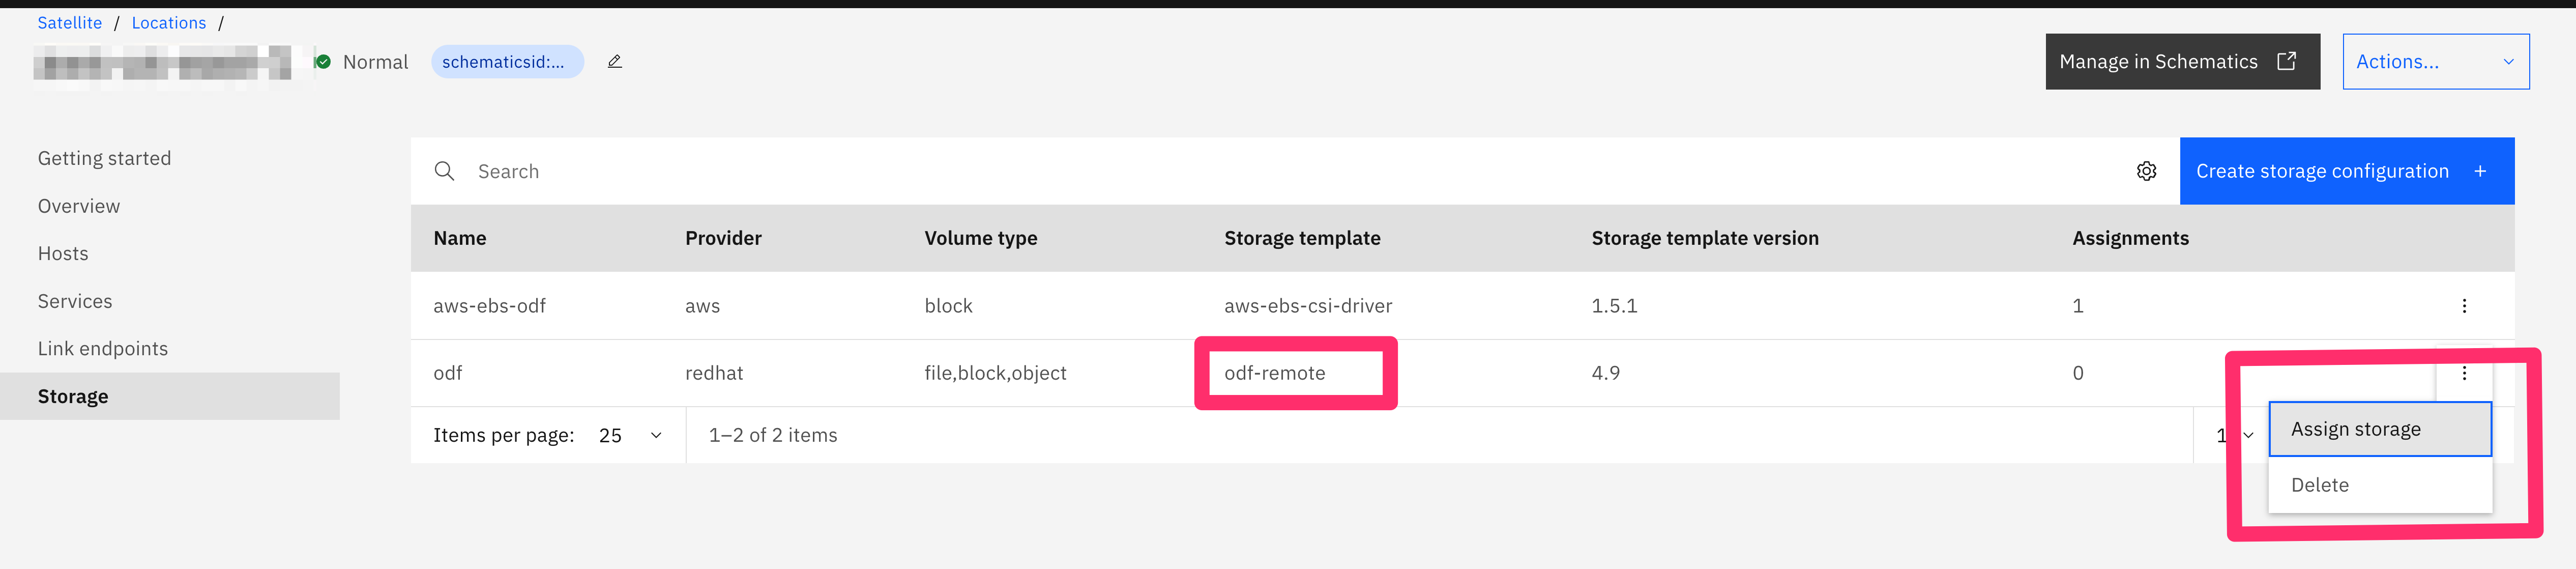 Satellite / Locations /
Normal schematicsid:... Manage in Schematics Actions...
Getting started
Overview
Hosts
Services
Link endpoints
Storage
Search Create storage configuration +
Name Provider Volume type Storage template Storage template version Assignments
aws-ebs-odf aws block aws-ebs-csi-driver 1.5.1 1
odf redhat file,block,object odf-remote 4.9 0
Items per page: 25 1–2 of 2 items 1
Assign storage
Delete